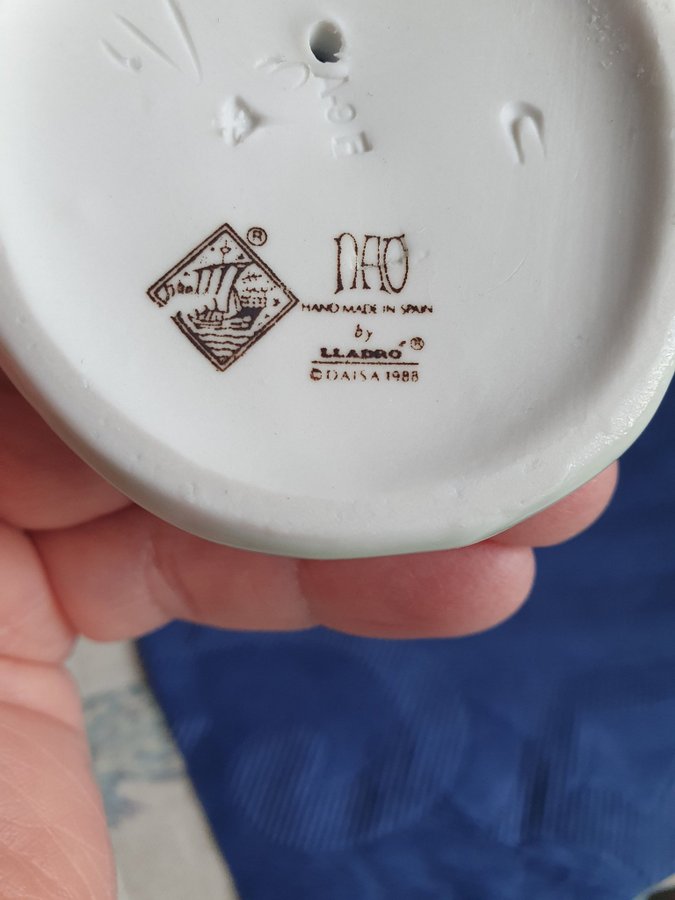 ®
NAO
HAND MADE IN SPAIN
by
LLADRÓ®
© DAISA 1988